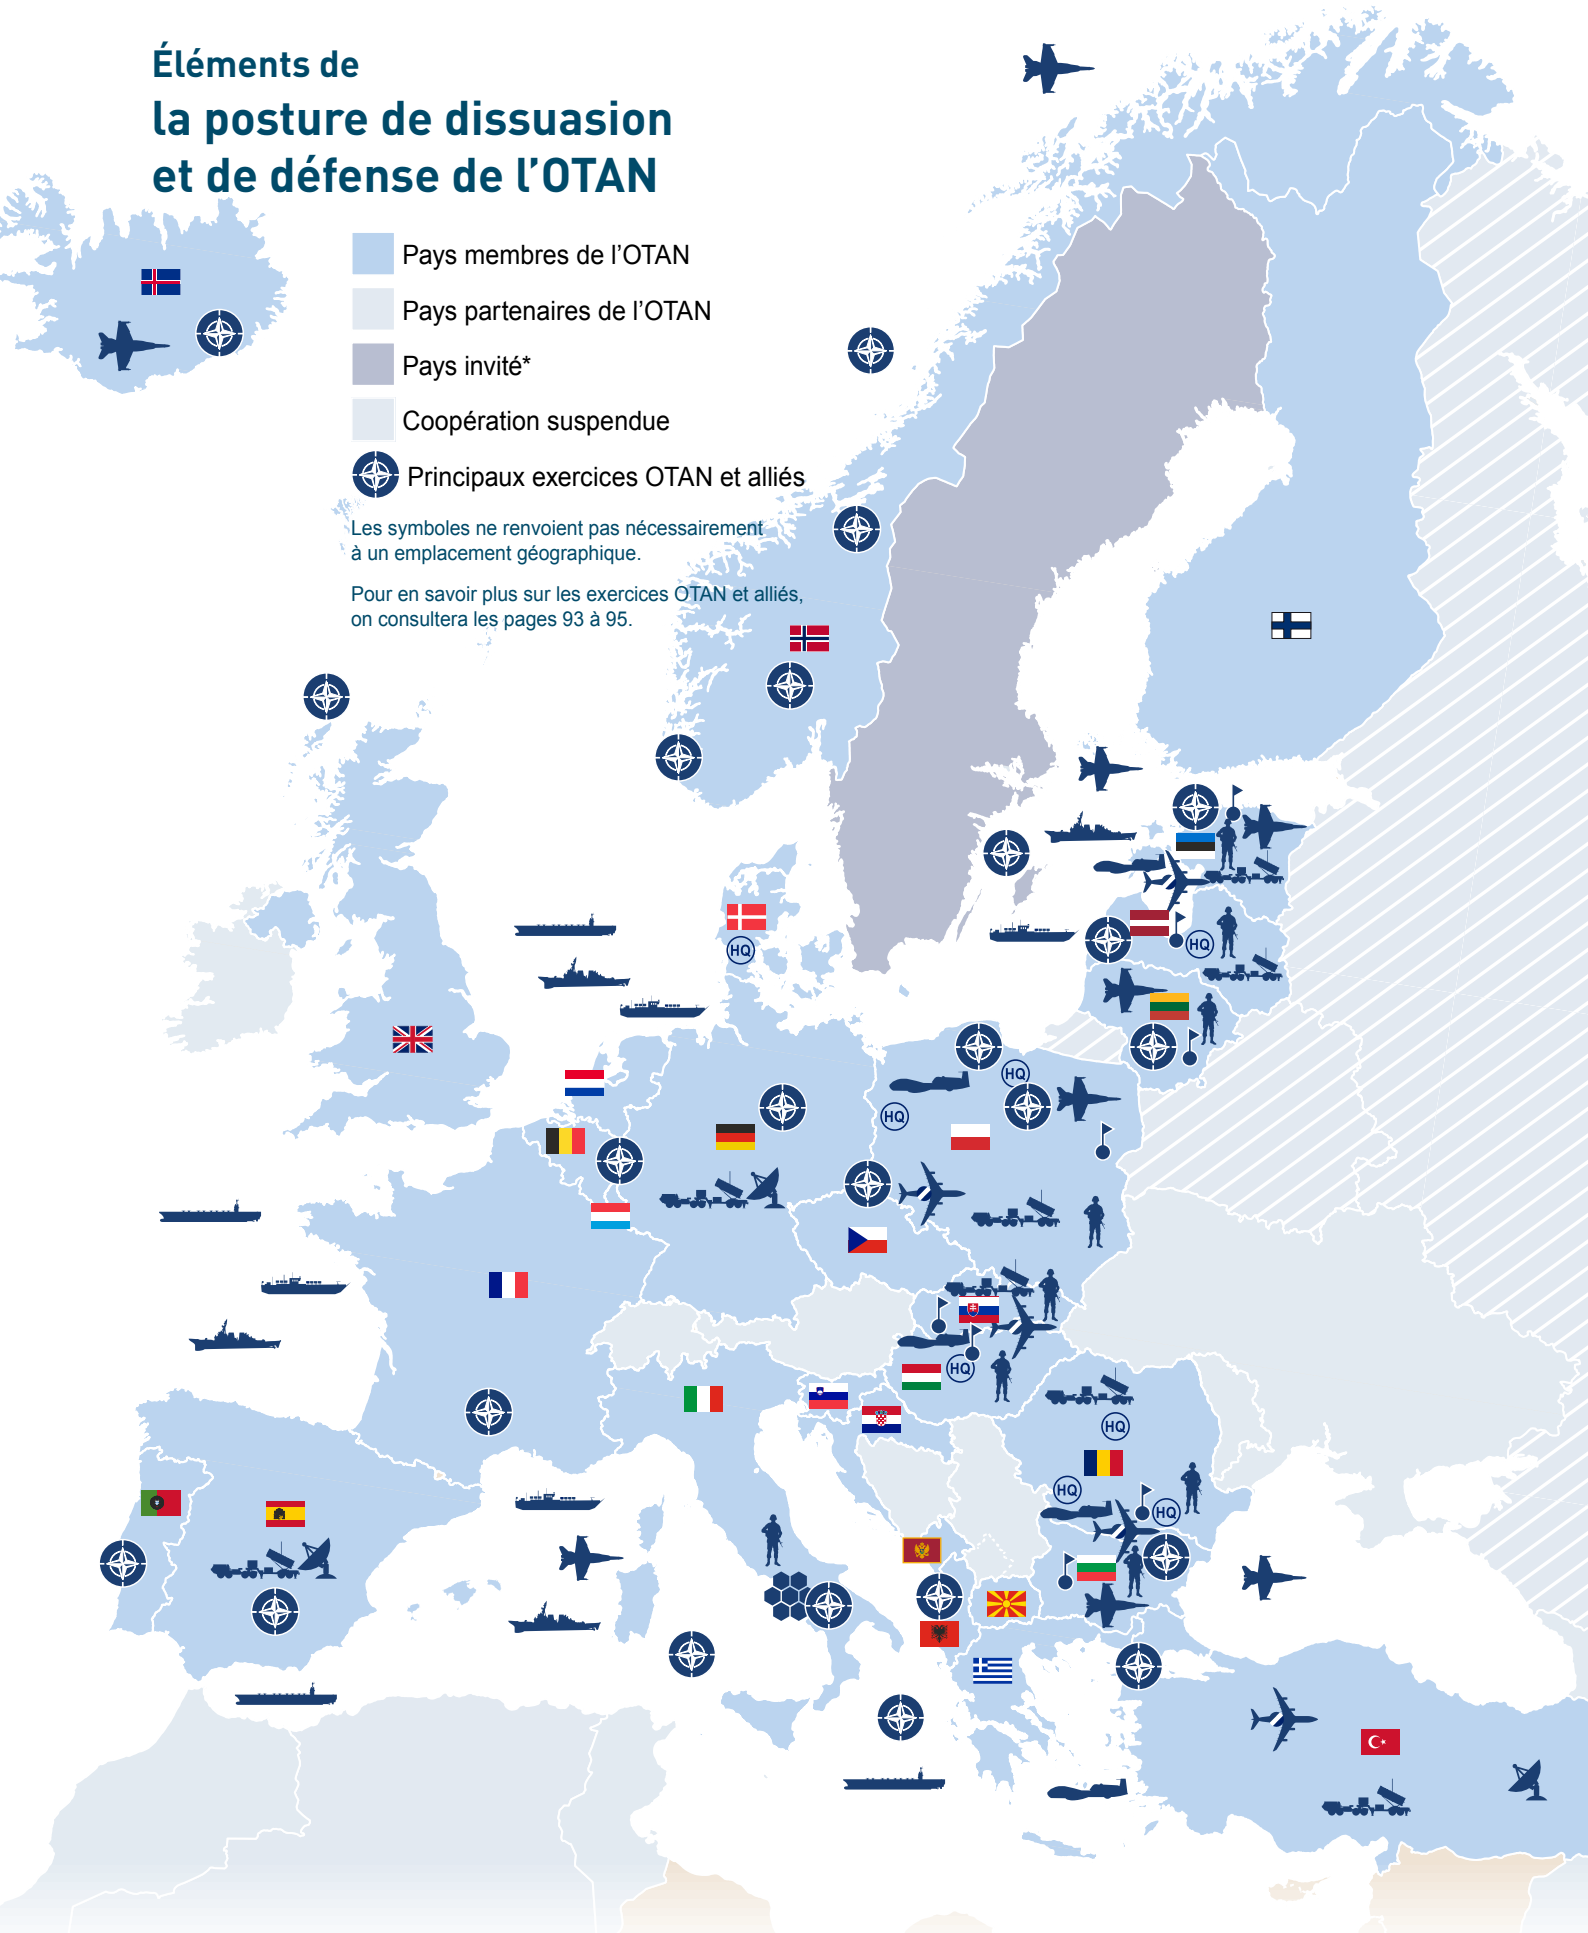 Éléments de
la posture de dissuasion
et de défense de l’OTAN
Pays membres de l’OTAN
Pays partenaires de l’OTAN
Pays invité*
Coopération suspendue
Principaux exercices OTAN et alliés
Les symboles ne renvoient pas nécessairement
à un emplacement géographique.
Pour en savoir plus sur les exercices OTAN et alliés,
on consultera les pages 93 à 95.
HQ
HQ
HQ
HQ
HQ
HQ
HQ
HQ